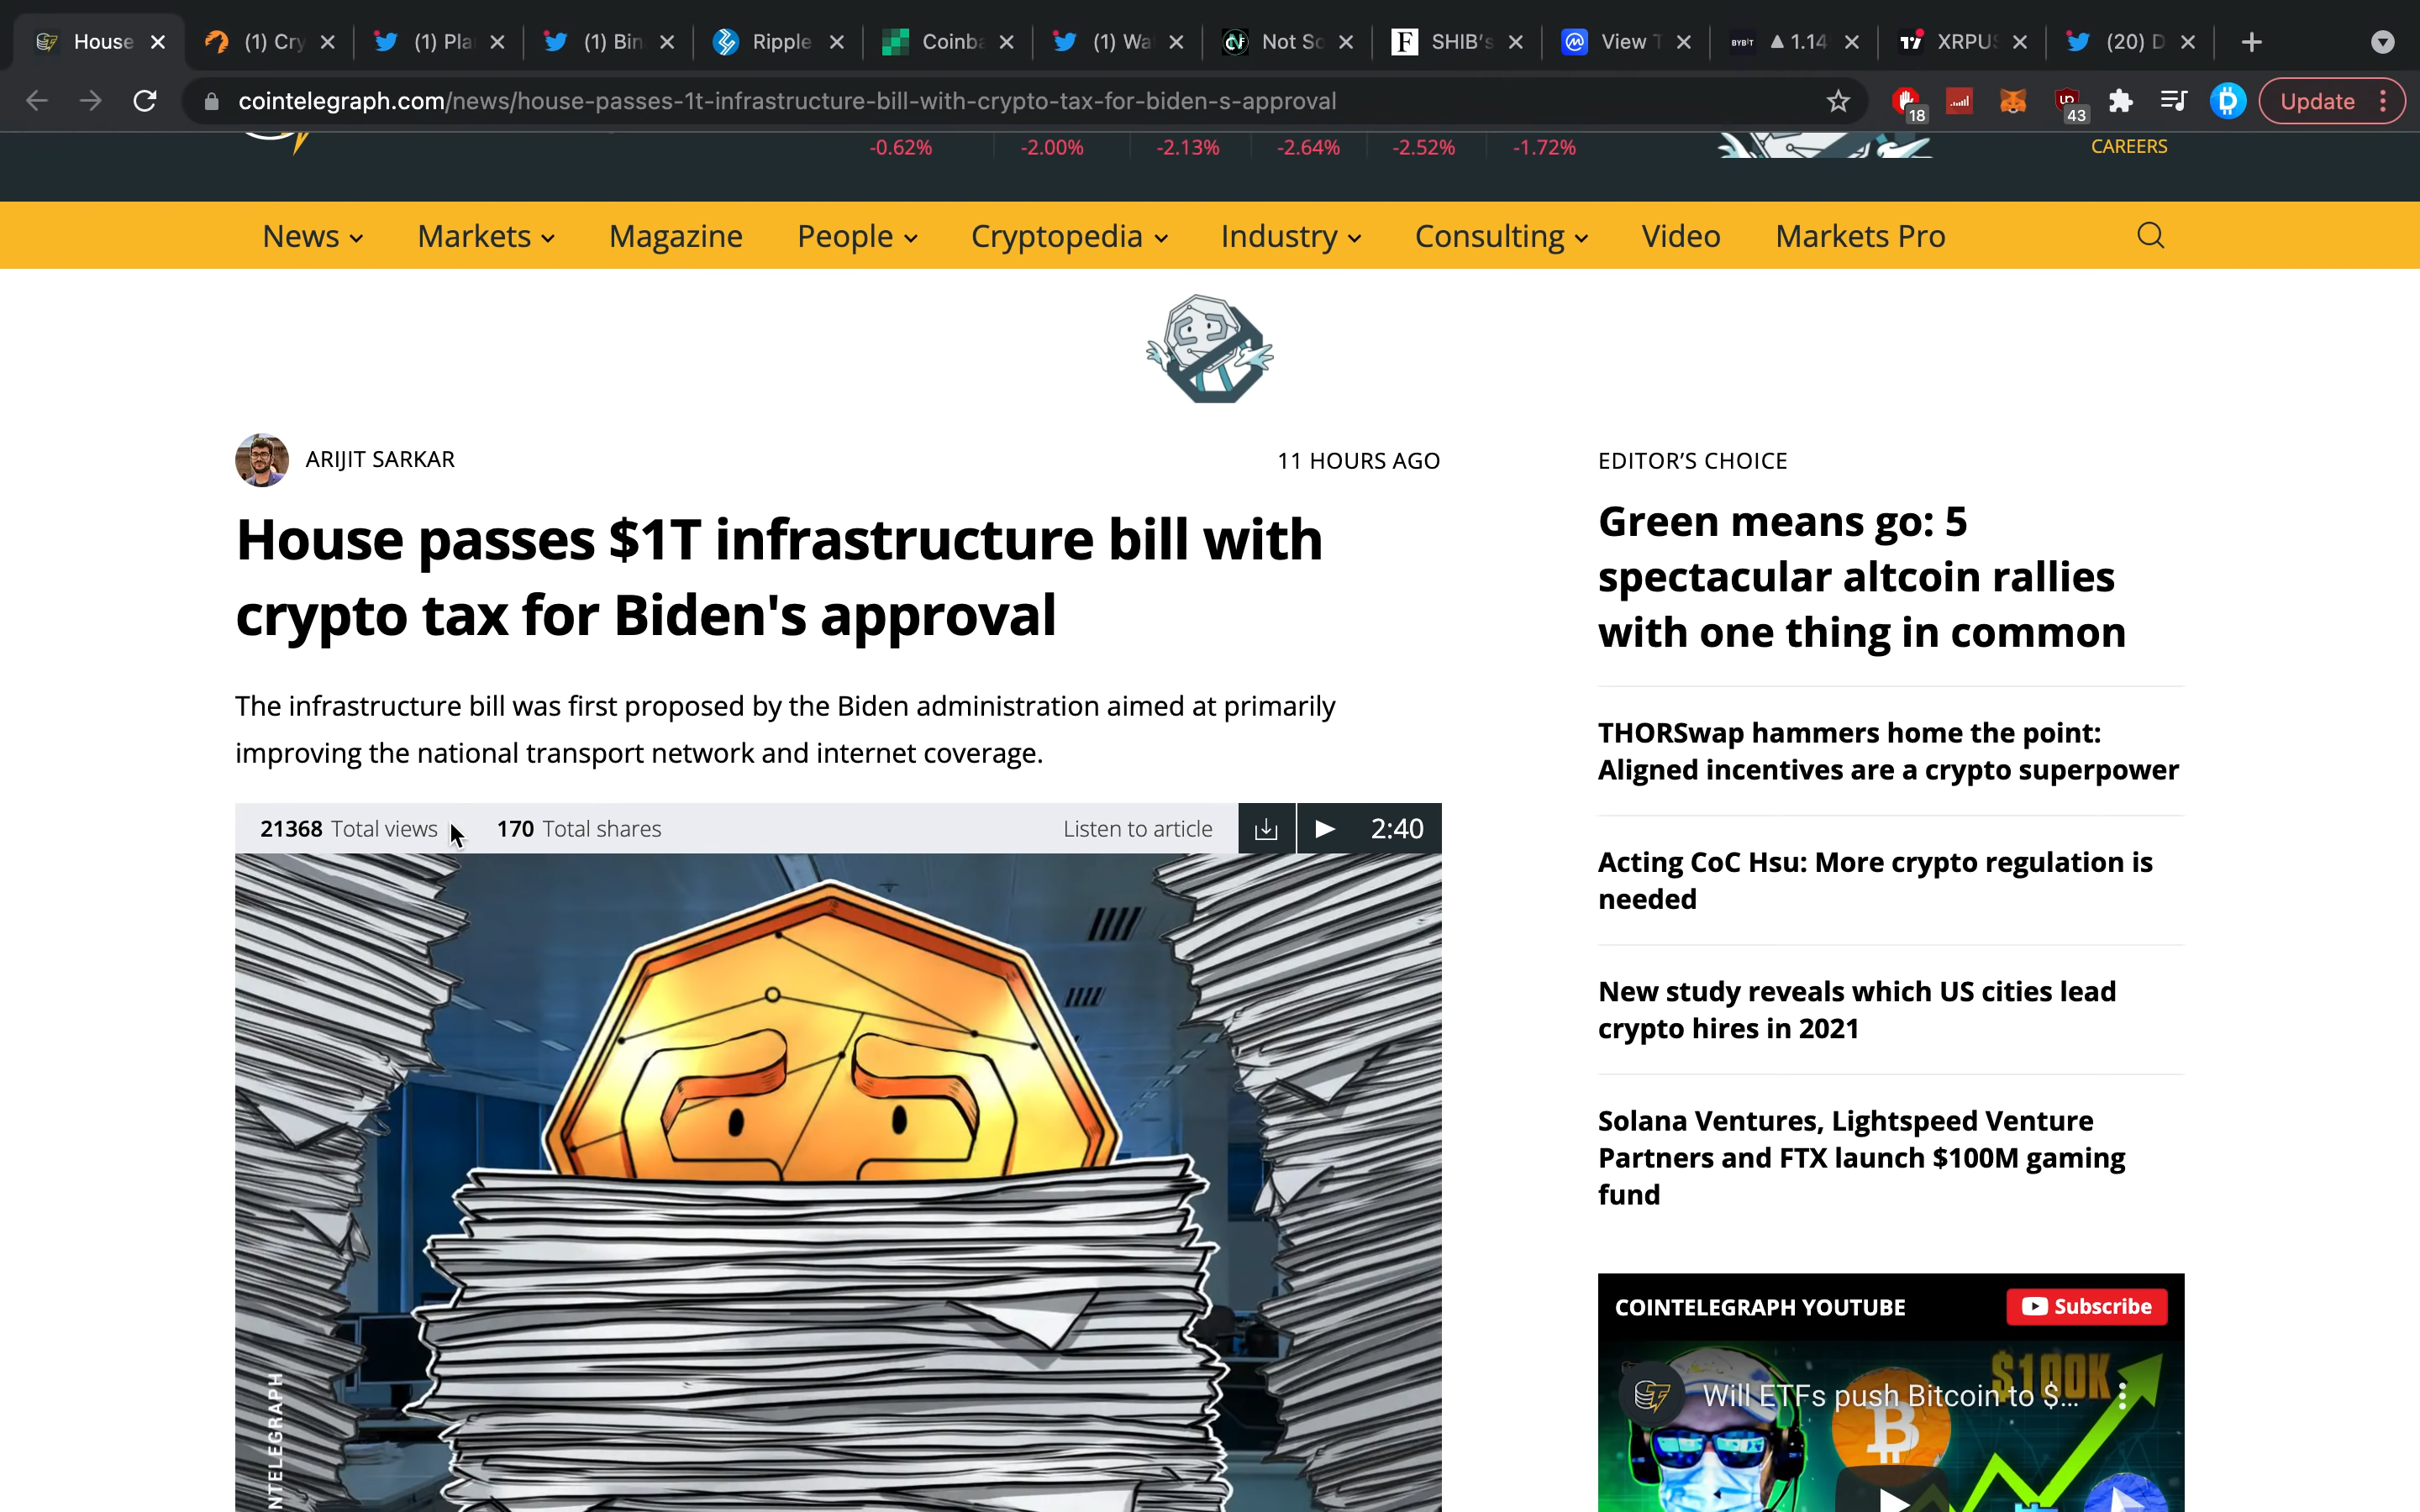 House
(1) Cry
(1) Pla
(1) Bin
Ripple
Coinba
(1) Wa
Not So
SHIB's
View T
BYBIT ▲ 1.14
XRPUS
(20) D
cointelegraph.com/news/house-passes-1t-infrastructure-bill-with-crypto-tax-for-biden-s-approval
18
43
Update
-0.62%
-2.00%
-2.13%
-2.64%
-2.52%
-1.72%
CAREERS
News
Markets
Magazine
People
Cryptopedia
Industry
Consulting
Video
Markets Pro
ARIJIT SARKAR
11 HOURS AGO
House passes $1T infrastructure bill with
crypto tax for Biden's approval
The infrastructure bill was first proposed by the Biden administration aimed at primarily
improving the national transport network and internet coverage.
21368 Total views
170 Total shares
Listen to article
2:40
NTELEGRAPH
EDITOR'S CHOICE
Green means go: 5
spectacular altcoin rallies
with one thing in common
THORSwap hammers home the point:
Aligned incentives are a crypto superpower
Acting CoC Hsu: More crypto regulation is
needed
New study reveals which US cities lead
crypto hires in 2021
Solana Ventures, Lightspeed Venture
Partners and FTX launch $100M gaming
fund
COINTELEGRAPH YOUTUBE
Subscribe
$100K
Will ETFs push Bitcoin to $...